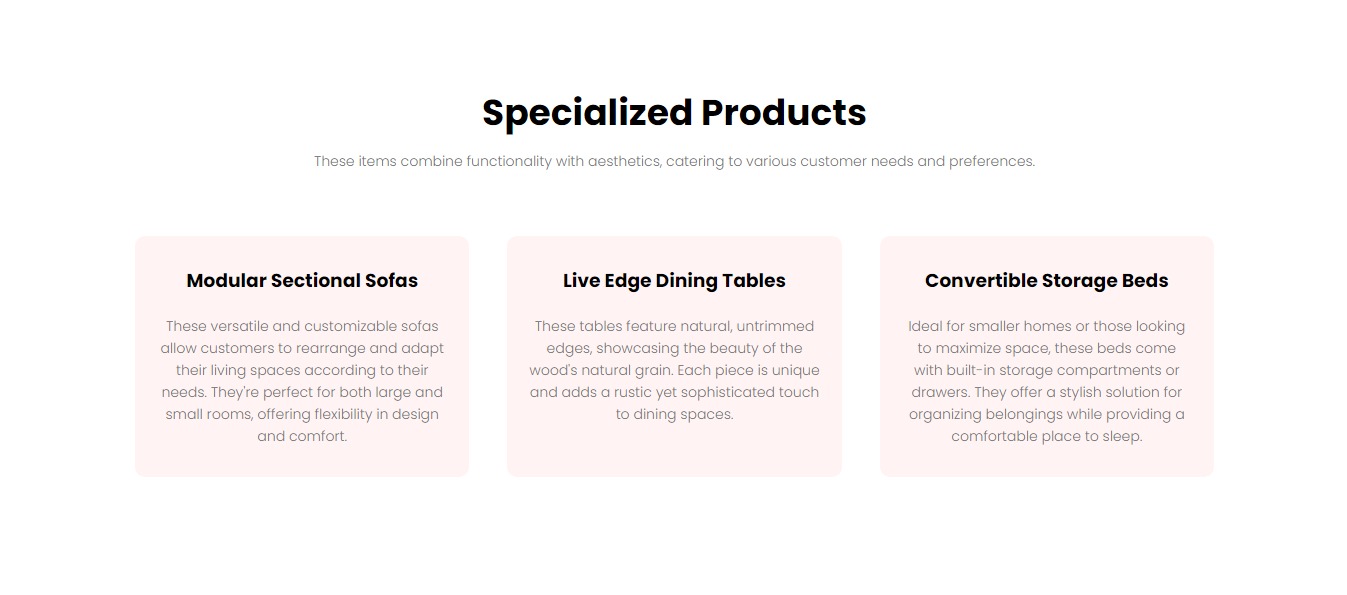 Specialized Products
These items combine functionality with aesthetics, catering to various customer needs and preferences.
Modular Sectional Sofas
These versatile and customizable sofas
allow customers to rearrange and adapt
their living spaces according to their
needs. They're perfect for both large and
small rooms, offering flexibility in design
and comfort.
Live Edge Dining Tables
These tables feature natural, untrimmed
edges, showcasing the beauty of the
wood's natural grain. Each piece is unique
and adds a rustic yet sophisticated touch
to dining spaces.
Convertible Storage Beds
Ideal for smaller homes or those looking
to maximize space, these beds come
with built-in storage compartments or
drawers. They offer a stylish solution for
organizing belongings while providing a
comfortable place to sleep.